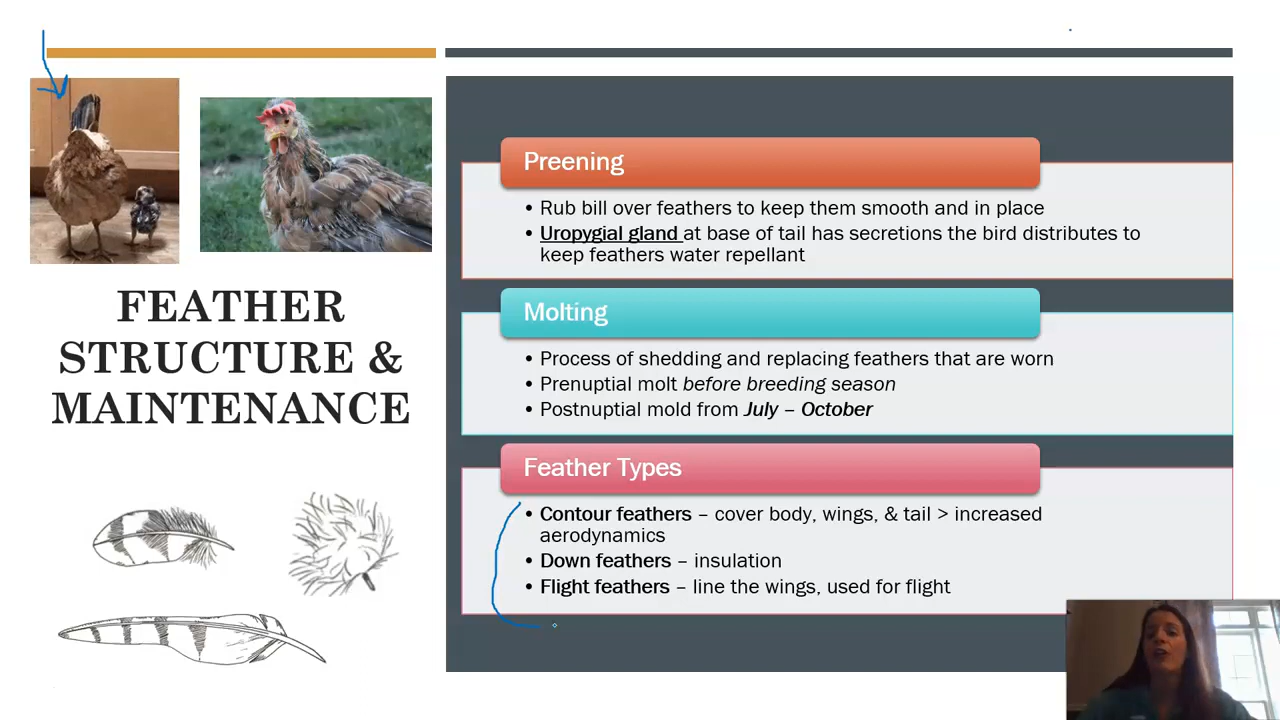 FEATHER
STRUCTURE &
MAINTENANCE
Preening
• Rub bill over feathers to keep them smooth and in place
• Uropygial gland at base of tail has secretions the bird distributes to
keep feathers water repellant
Molting
• Process of shedding and replacing feathers that are worn
• Prenuptial molt before breeding season
• Postnuptial mold from July – October
Feather Types
• Contour feathers – cover body, wings, & tail > increased
aerodynamics
• Down feathers – insulation
• Flight feathers – line the wings, used for flight